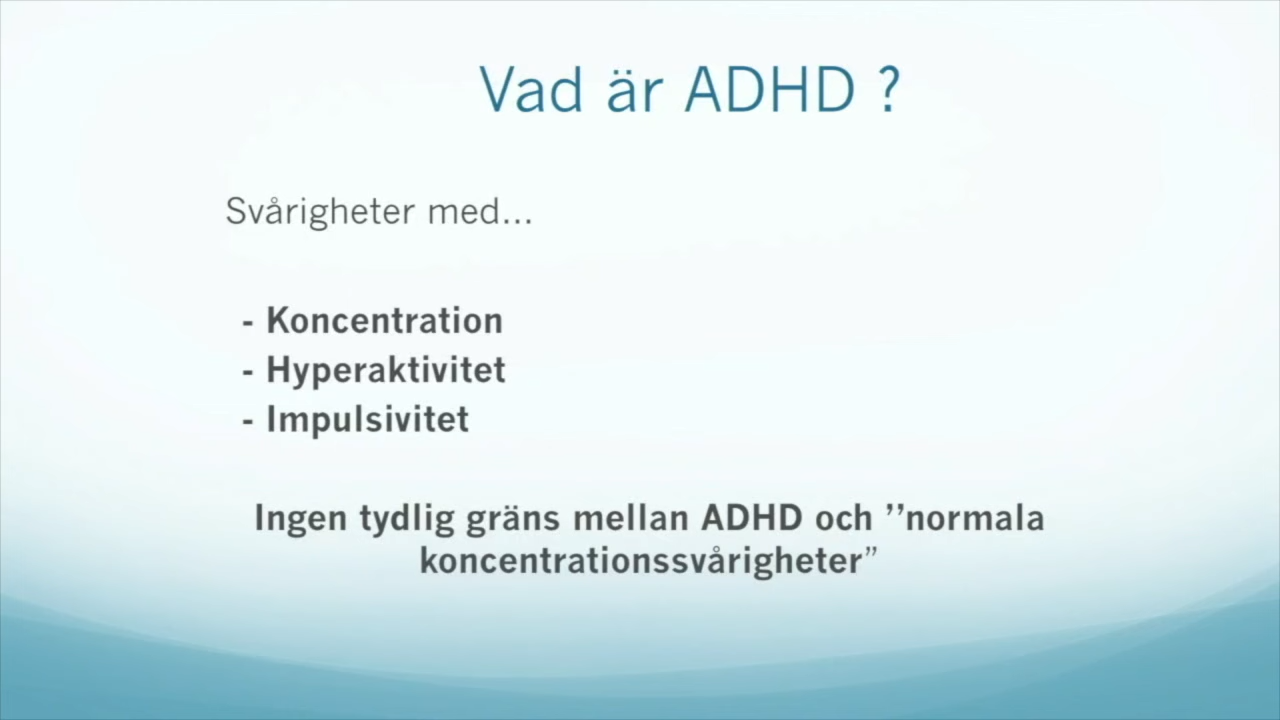 Vad är ADHD ?
Svårigheter med...
- Koncentration
- Hyperaktivitet
- Impulsivitet
Ingen tydlig gräns mellan ADHD och ’’normala
koncentrationssvårigheter”